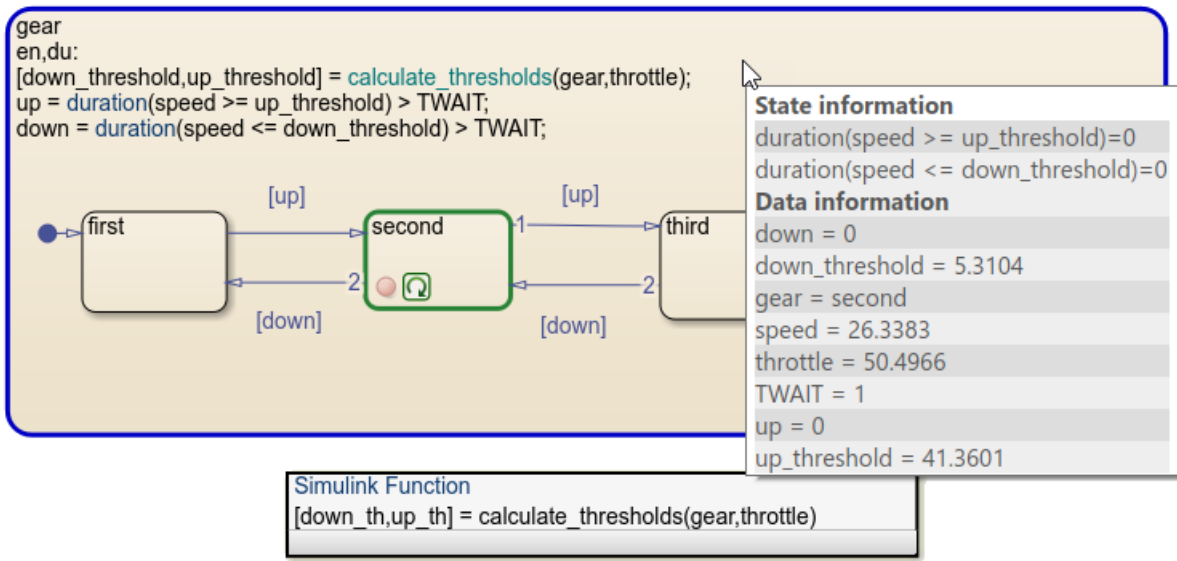 gear
en,du:
[down_threshold,up_threshold] = calculate_thresholds(gear,throttle);
up = duration(speed >= up_threshold) > TWAIT;
down = duration(speed <= down_threshold) > TWAIT;
[up]
[up]
first
second
1
third
2
2
[down]
[down]
State information
duration(speed >= up_threshold)=0
duration(speed <= down_threshold)=0
Data information
down = 0
down_threshold = 5.3104
gear = second
speed = 26.3383
throttle = 50.4966
TWAIT = 1
up = 0
up_threshold = 41.3601
Simulink Function
[down_th,up_th] = calculate_thresholds(gear,throttle)